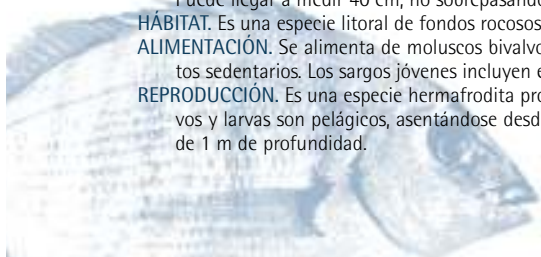 Puede llegar a medir 40 cm, no sobrepasando
HÁBITAT. Es una especie litoral de fondos rocosos
ALIMENTACIÓN. Se alimenta de moluscos bivalvo
tos sedentarios. Los sargos jóvenes incluyen e
REPRODUCCIÓN. Es una especie hermafrodita pro
vos y larvas son pelágicos, asentándose desd
de 1 m de profundidad.